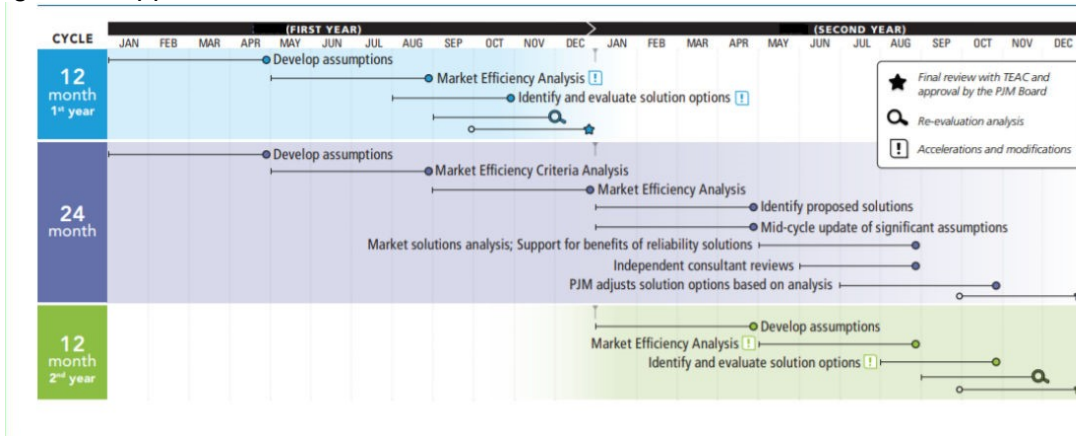 (FIRST YEAR) (SECOND YEAR)
CYCLE JAN FEB MAR APR MAY JUN JUL AUG SEP OCT NOV DEC JAN FEB MAR APR MAY JUN JUL AUG SEP OCT NOV DEC
12
month
1st year
Develop assumptions
Market Efficiency Analysis !
Identify and evaluate solution options !
Final review with TEAC and
approval by the PJM Board
Re-evaluation analysis
! Accelerations and modifications
24
month
Develop assumptions
Market Efficiency Criteria Analysis
Market Efficiency Analysis
Identify proposed solutions
Mid-cycle update of significant assumptions
Market solutions analysis; Support for benefits of reliability solutions
Independent consultant reviews
PJM adjusts solution options based on analysis
12
month
2nd year
Develop assumptions
Market Efficiency Analysis !
Identify and evaluate solution options !